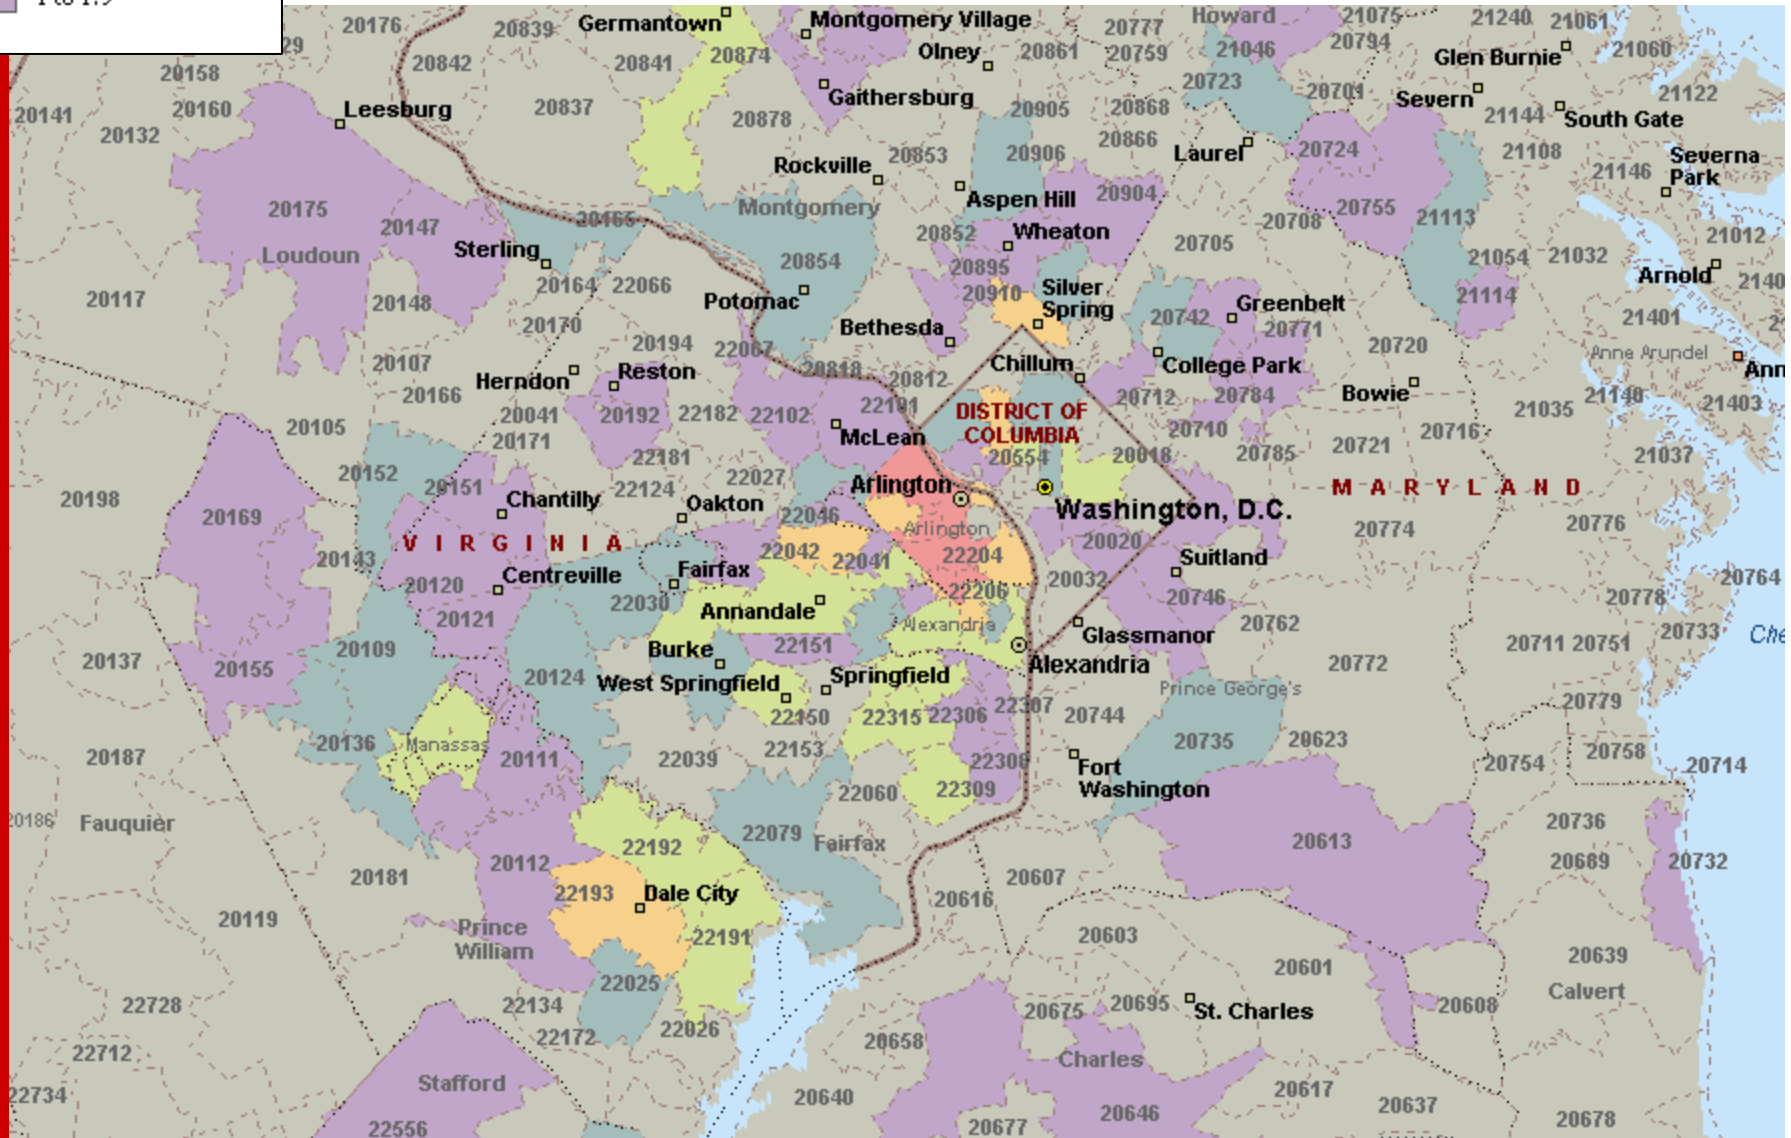 Germantown
Montgomery Village
Howard
21075
21240
21061
20176
20839
20777
20794
Glen Burnie
21060
20842
20841
20874
Olney
20861
20759
21046
20158
20723
20701
Severn
21122
20141
20160
Leesburg
20837
20878
Gaithersburg
20905
20868
21144
South Gate
20132
20866
Rockville
20853
20906
Laurel
20724
21108
Severna
Park
21146
20175
20147
20165
Montgomery
Aspen Hill
20904
20755
21113
20708
Loudoun
Sterling
20852
Wheaton
20705
21012
20854
20895
21054
21032
Arnold
20117
20148
20164
22066
Potomac
20910
Silver
Spring
Greenbelt
21114
20170
Bethesda
20742
20771
21401
20194
22067
Chillum
College Park
20720
Anne Arundel
20107
20166
Herndon
Reston
20818
20812
20712
20784
Bowie
21140
21403
20105
20041
20192
22182
22102
22101
DISTRICT OF
COLUMBIA
20710
20716
21035
20171
McLean
20785
20721
22181
20554
20018
20152
20151
22124
22027
Arlington
21037
MARYLAND
20198
Chantilly
Oakton
22046
Washington, D.C.
20169
VIRGINIA
Arlington
20774
20776
20143
22042
22041
22204
20020
Suitland
20120
Centreville
Fairfax
22206
20032
20764
20121
22030
Annandale
Alexandria
20746
20762
20778
20733
20109
Burke
22151
Glassmanor
20711
20751
20137
20155
20124
West Springfield
Springfield
Alexandria
20772
Prince George's
20136
Manassas
22150
22315
22306
22307
20744
20779
20187
20111
22039
22153
22308
20735
20623
20754
20758
20714
22060
22309
Fort
Washington
20186
Fauquier
22192
22079
Fairfax
20613
20736
20181
20112
22193
Dale City
20607
20689
20732
20119
Prince
William
22191
20616
20603
20639
22728
22134
22025
20675
20695
20601
St. Charles
20608
Calvert
22172
22026
20658
Charles
22712
Stafford
20617
22734
22556
20640
20677
20646
20637
20678